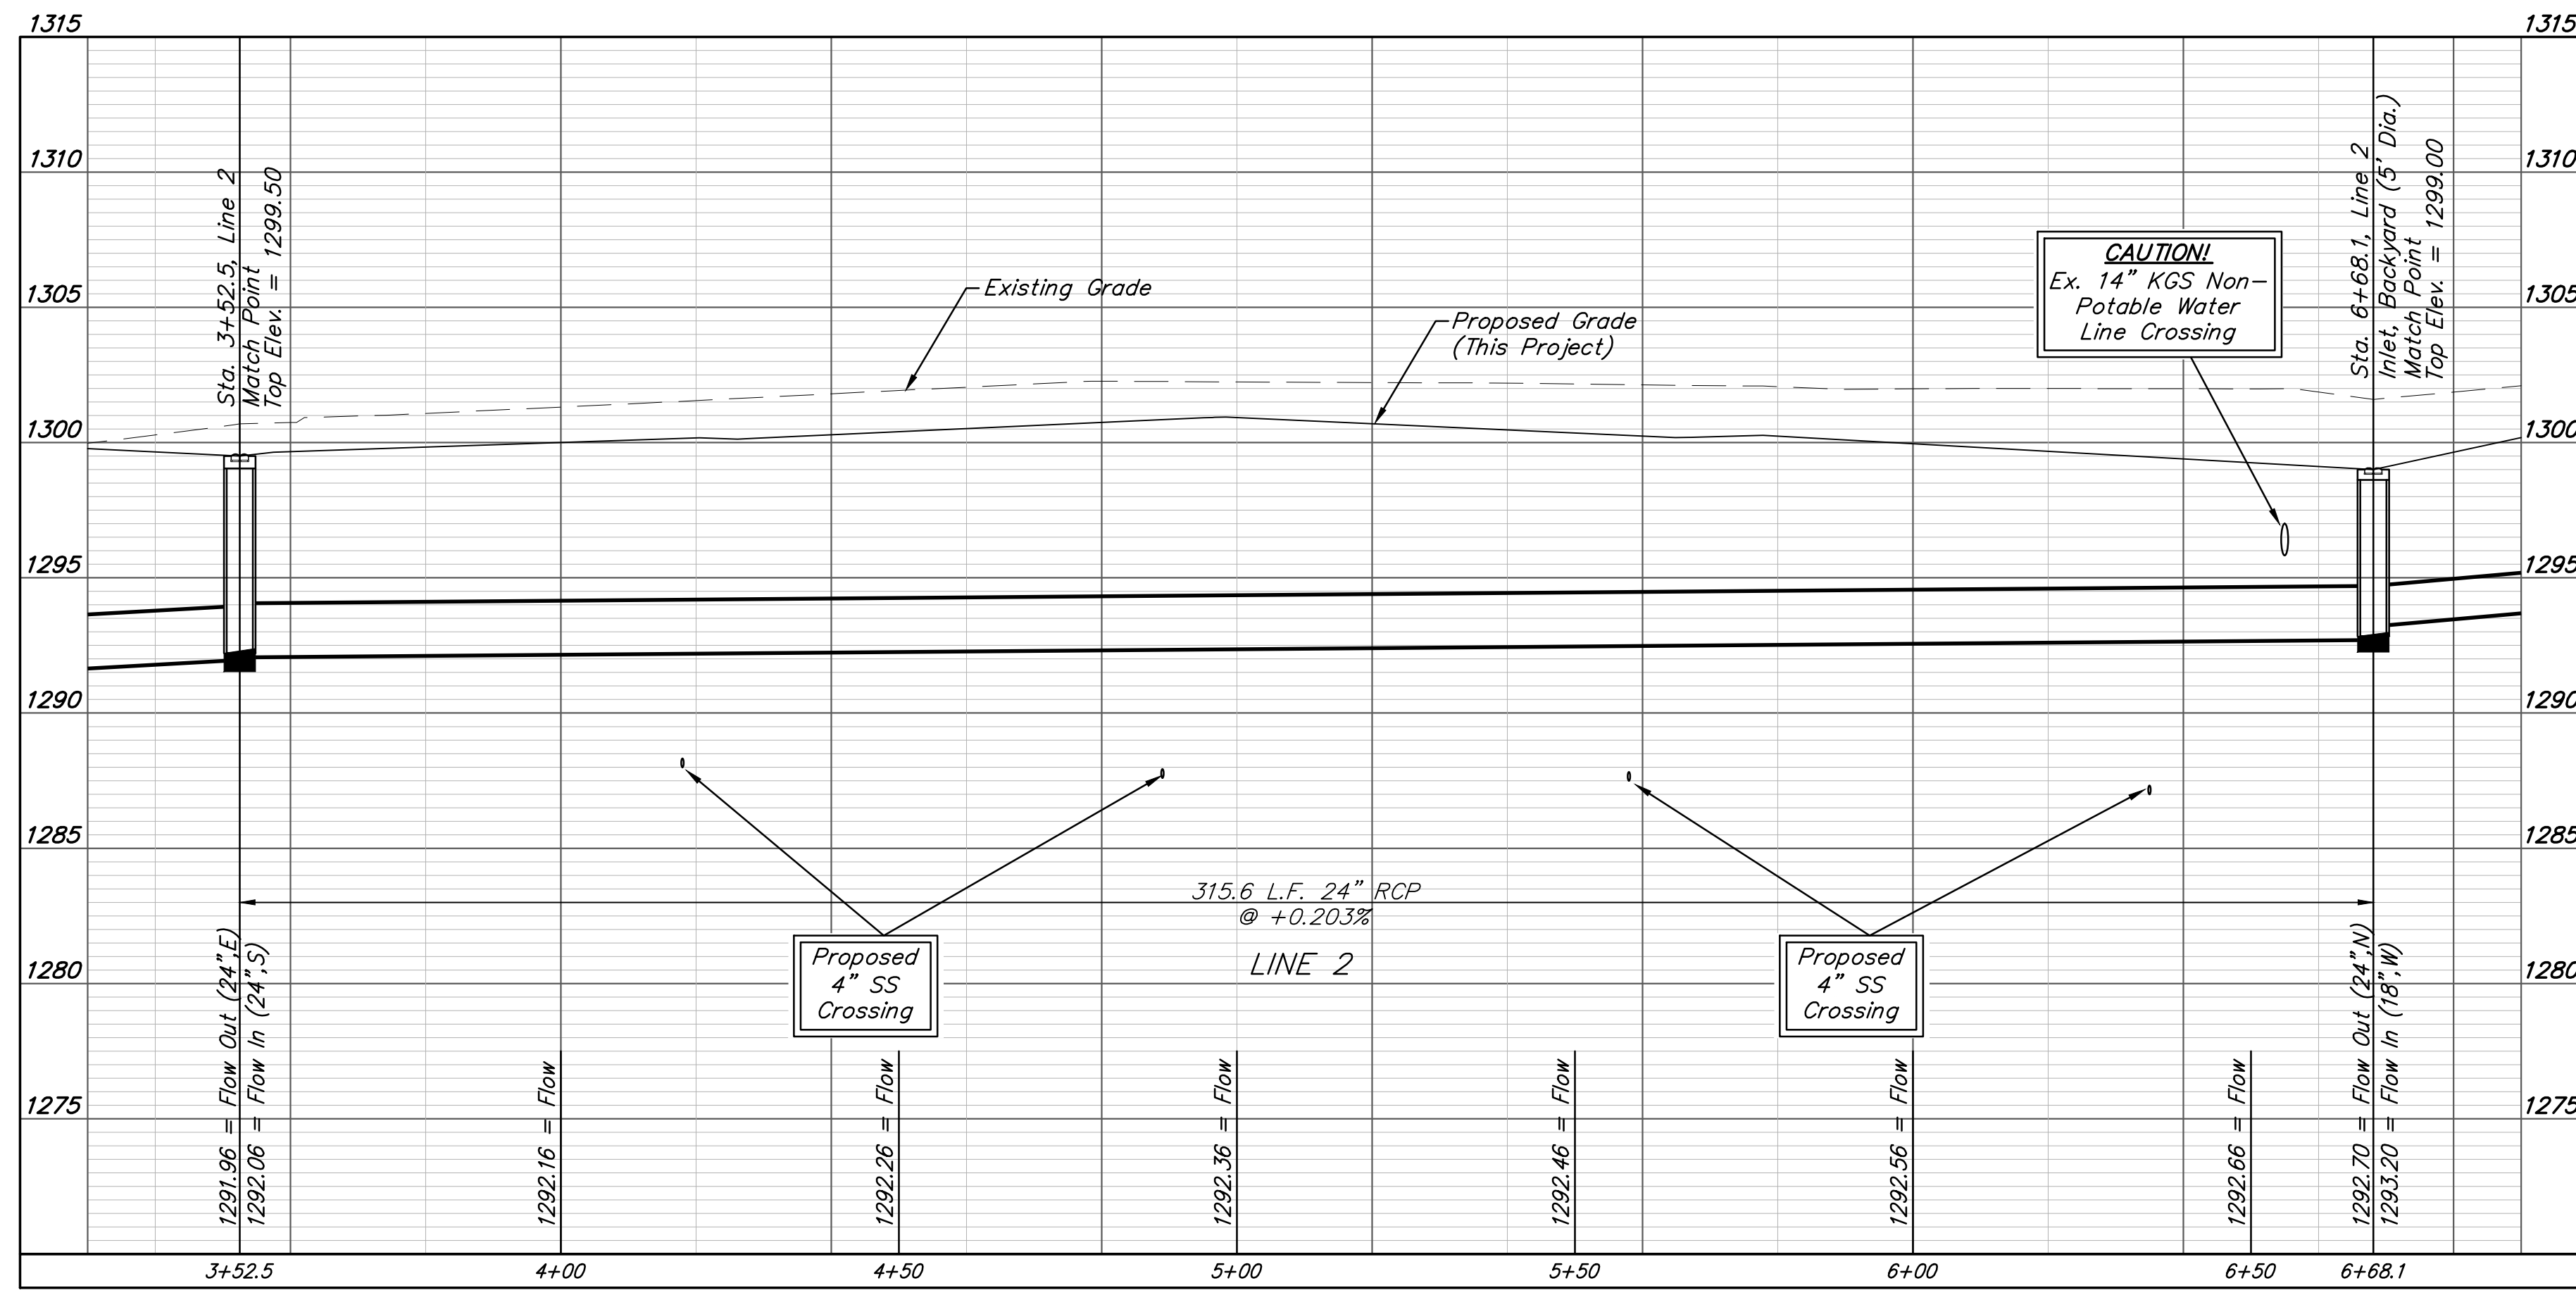 1315
1315
1310
1310
1305
1305
1300
1300
1295
1295
1290
1290
1285
1285
1280
1280
1275
1275
Sta. 3+52.5, Line 2
Match Point
Top Elev. = 1299.50
Existing Grade
Proposed Grade
(This Project)
CAUTION!
Ex. 14" KGS Non-
Potable Water
Line Crossing
Sta. 6+68.1, Line 2
Inlet, Backyard (5' Dia.)
Match Point
Top Elev. = 1299.00
315.6 L.F. 24" RCP
@ +0.203%
LINE 2
Proposed
4" SS
Crossing
Proposed
4" SS
Crossing
1291.96 = Flow Out (24",E)
1292.06 = Flow In (24",S)
1292.16 = Flow
1292.26 = Flow
1292.36 = Flow
1292.46 = Flow
1292.56 = Flow
1292.66 = Flow
1292.70 = Flow Out (24",N)
1293.20 = Flow In (18",W)
3+52.5
4+00
4+50
5+00
5+50
6+00
6+50
6+68.1